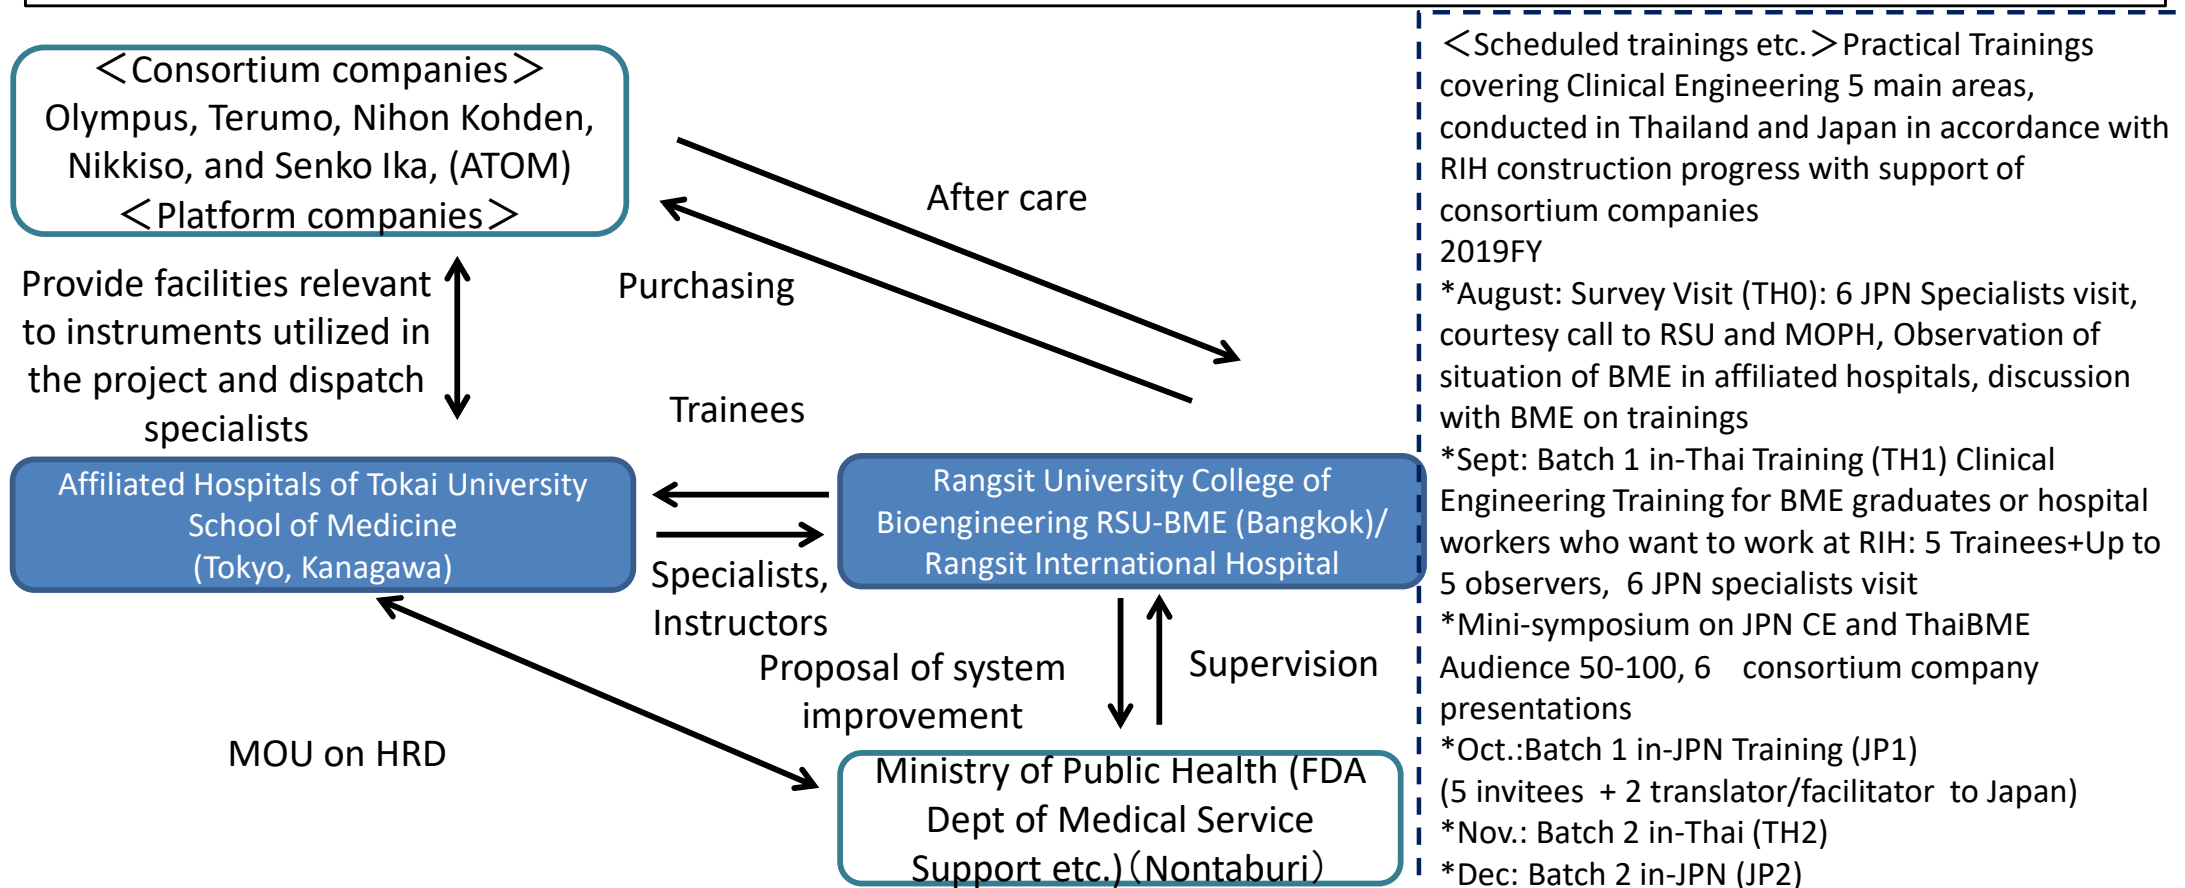 ＜Consortium companies＞
Olympus, Terumo, Nihon Kohden,
Nikkiso, and Senko Ika, (ATOM)
＜Platform companies＞
After care
Purchasing
Provide facilities relevant
to instruments utilized in
the project and dispatch
specialists
Trainees
Affiliated Hospitals of Tokai University
School of Medicine
(Tokyo, Kanagawa)
Rangsit University College of
Bioengineering RSU-BME (Bangkok)/
Rangsit International Hospital
Specialists,
Instructors
Proposal of system
improvement
Supervision
MOU on HRD
Ministry of Public Health (FDA
Dept of Medical Service
Support etc.)（Nontaburi）
＜Scheduled trainings etc.＞Practical Trainings
covering Clinical Engineering 5 main areas,
conducted in Thailand and Japan in accordance with
RIH construction progress with support of
consortium companies
2019FY
*August: Survey Visit (TH0): 6 JPN Specialists visit,
courtesy call to RSU and MOPH, Observation of
situation of BME in affiliated hospitals, discussion
with BME on trainings
*Sept: Batch 1 in-Thai Training (TH1) Clinical
Engineering Training for BME graduates or hospital
workers who want to work at RIH: 5 Trainees+Up to
5 observers, 6 JPN specialists visit
*Mini-symposium on JPN CE and ThaiBME
Audience 50-100, 6 consortium company
presentations
*Oct.:Batch 1 in-JPN Training (JP1)
(5 invitees + 2 translator/facilitator to Japan)
*Nov.: Batch 2 in-Thai (TH2)
*Dec: Batch 2 in-JPN (JP2)